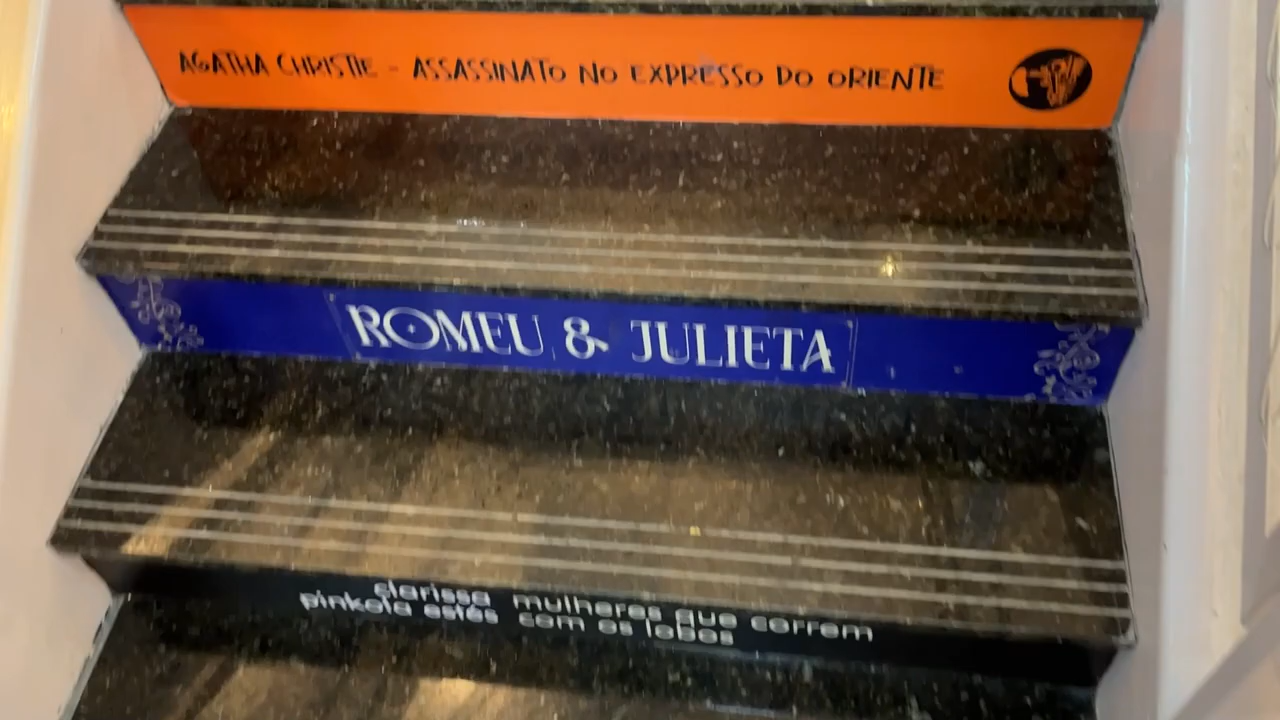 AGATHA CHRISTIE - ASSASSINATO NO EXPRESSO DO ORIENTE
ROMEU & JULIETA
clarissa mulheres que correm
pinkola estés com os lobos